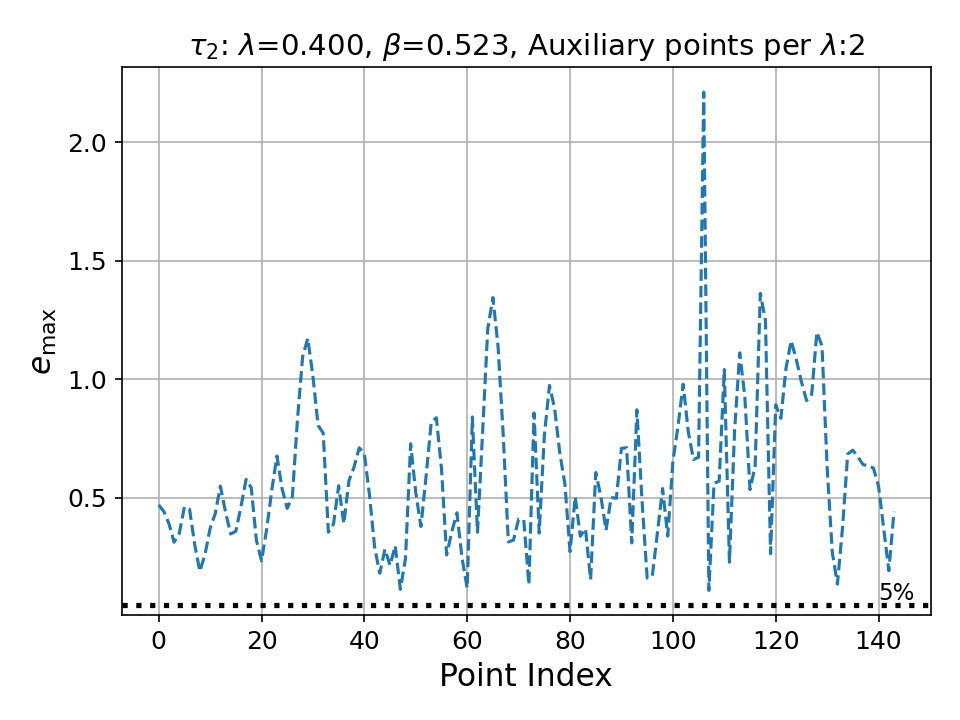 τ₂: λ=0.400, β=0.523, Auxiliary points per λ:2
2.0
1.5
1.0
0.5
e_max
5%
0 20 40 60 80 100 120 140
Point Index